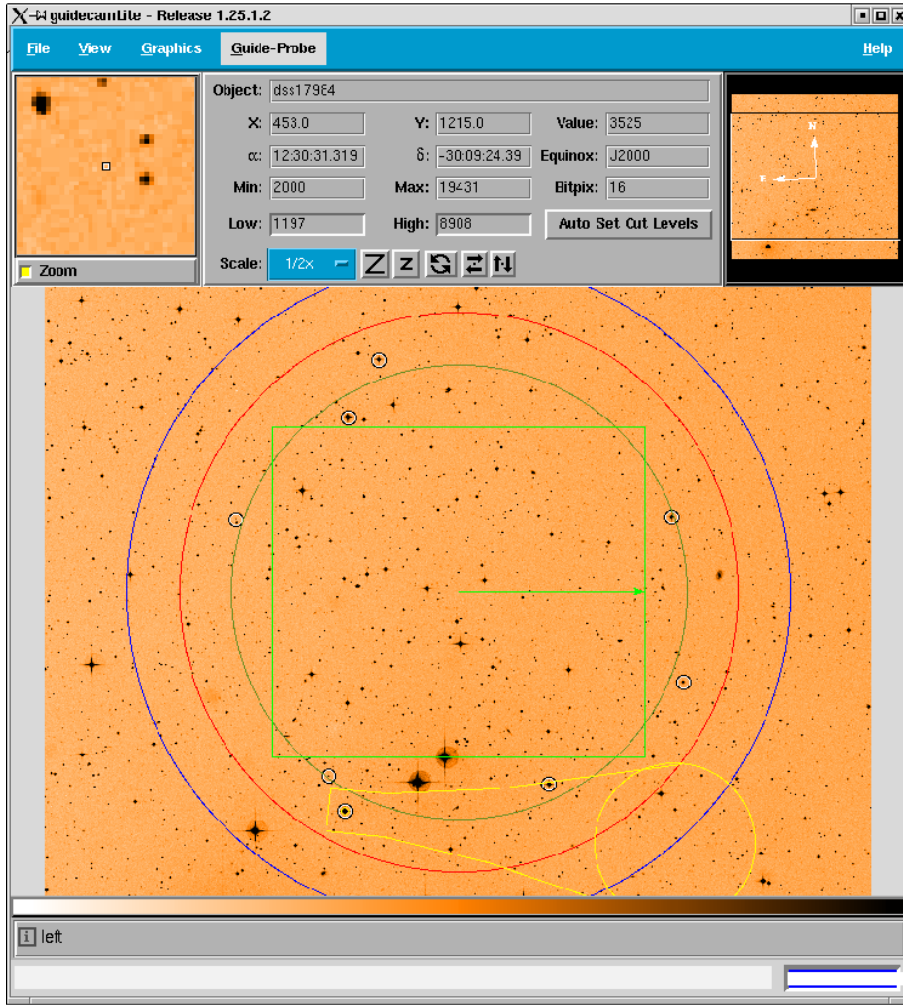 guidecamLite - Release 1.25.1.2
File View Graphics Guide-Probe Help
Object: dss17984
X: 453.0 Y: 1215.0 Value: 3525
α: 12:30:31.319 δ: -30:09:24.39 Equinox: J2000
Min: 2000 Max: 19431 Bitpix: 16
Low: 1197 High: 8908 Auto Set Cut Levels
Scale: 1/2x Z z
Zoom
N
E
left